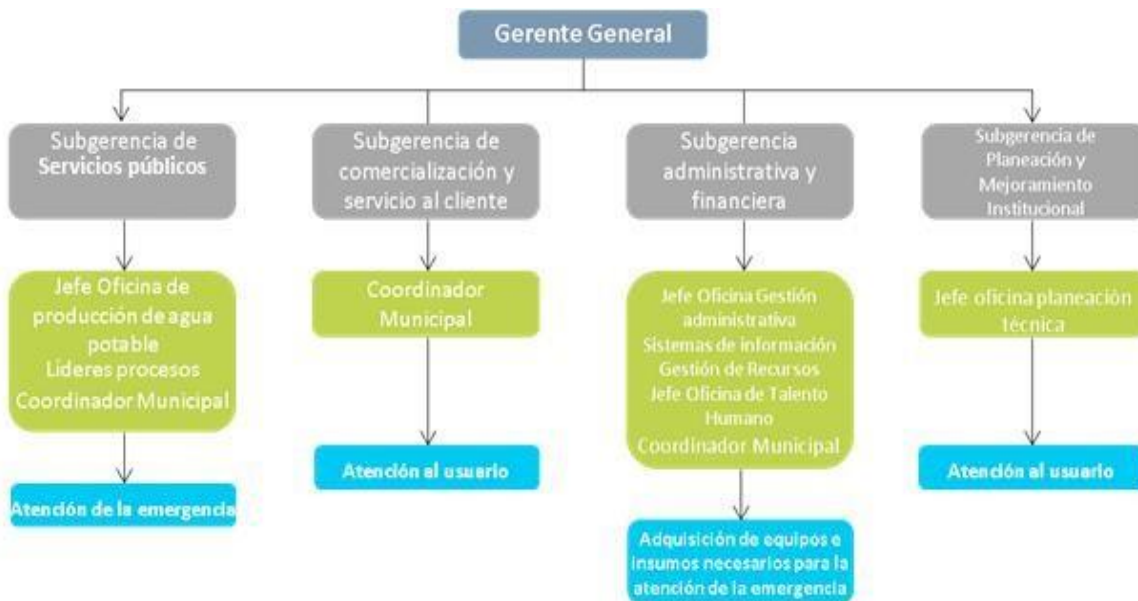 Gerente General
Subgerencia de
Servicios públicos
Subgerencia de
comercialización y
servicio al cliente
Subgerencia
administrativa y
financiera
Subgerencia de
Planeación y
Mejoramiento
Institucional
Jefe Oficina de
producción de agua
potable
Lideres procesos
Coordinador Municipal
Coordinador
Municipal
Jefe Oficina Gestión
administrativa
Sistemas de información
Gestión de Recursos
Jefe Oficina de Talento
Humano
Coordinador Municipal
Jefe oficina planeación
técnica
Atención de la emergencia
Atención al usuario
Adquisición de equipos e
insumos necesarios para la
atención de la emergencia
Atención al usuario